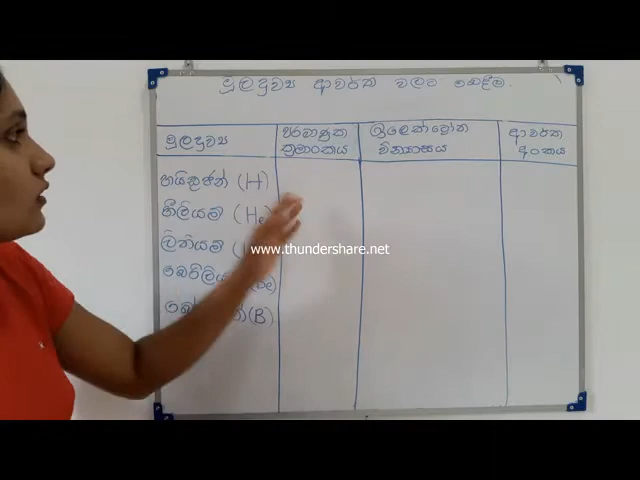 මූලද්‍රව්‍ය ආවර්ත වලට බෙදීම.
මූලද්‍රව්‍ය
පරමාණුක ක්‍රමාංකය
ඉලෙක්ට්‍රෝන වින්‍යාසය
ආවර්ත අංකය
හයිඩ්‍රජන් (H)
හීලියම් (He)
ලිතියම්
www.thundershare.net
(B)